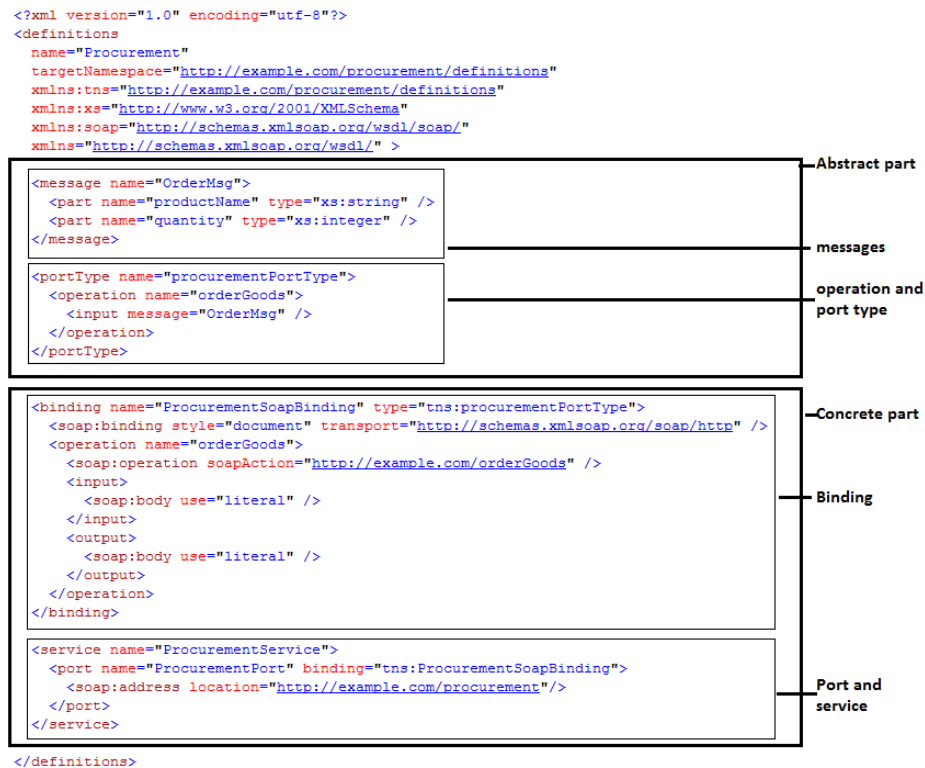 <?xml version="1.0" encoding="utf-8"?>
<definitions
name="Procurement"
targetNamespace="http://example.com/procurement/definitions"
xmlns:tns="http://example.com/procurement/definitions"
xmlns:xs="http://www.w3.org/2001/XMLSchema"
xmlns:soap="http://schemas.xmlsoap.org/wsdl/soap/"
xmlns="http://schemas.xmlsoap.org/wsdl/" >
Abstract part
<message name="OrderMsg">
<part name="productName" type="xs:string" />
<part name="quantity" type="xs:integer" />
</message>
messages
<portType name="procurementPortType">
<operation name="orderGoods">
<input message="OrderMsg" />
</operation>
</portType>
operation and
port type
Concrete part
<binding name="ProcurementSoapBinding" type="tns:procurementPortType">
<soap:binding style="document" transport="http://schemas.xmlsoap.org/soap/http" />
<operation name="orderGoods">
<soap:operation soapAction="http://example.com/orderGoods" />
<input>
<soap:body use="literal" />
</input>
<output>
<soap:body use="literal" />
</output>
</operation>
</binding>
Binding
<service name="ProcurementService">
<port name="ProcurementPort" binding="tns:ProcurementSoapBinding">
<soap:address location="http://example.com/procurement"/>
</port>
</service>
Port and
service
</definitions>